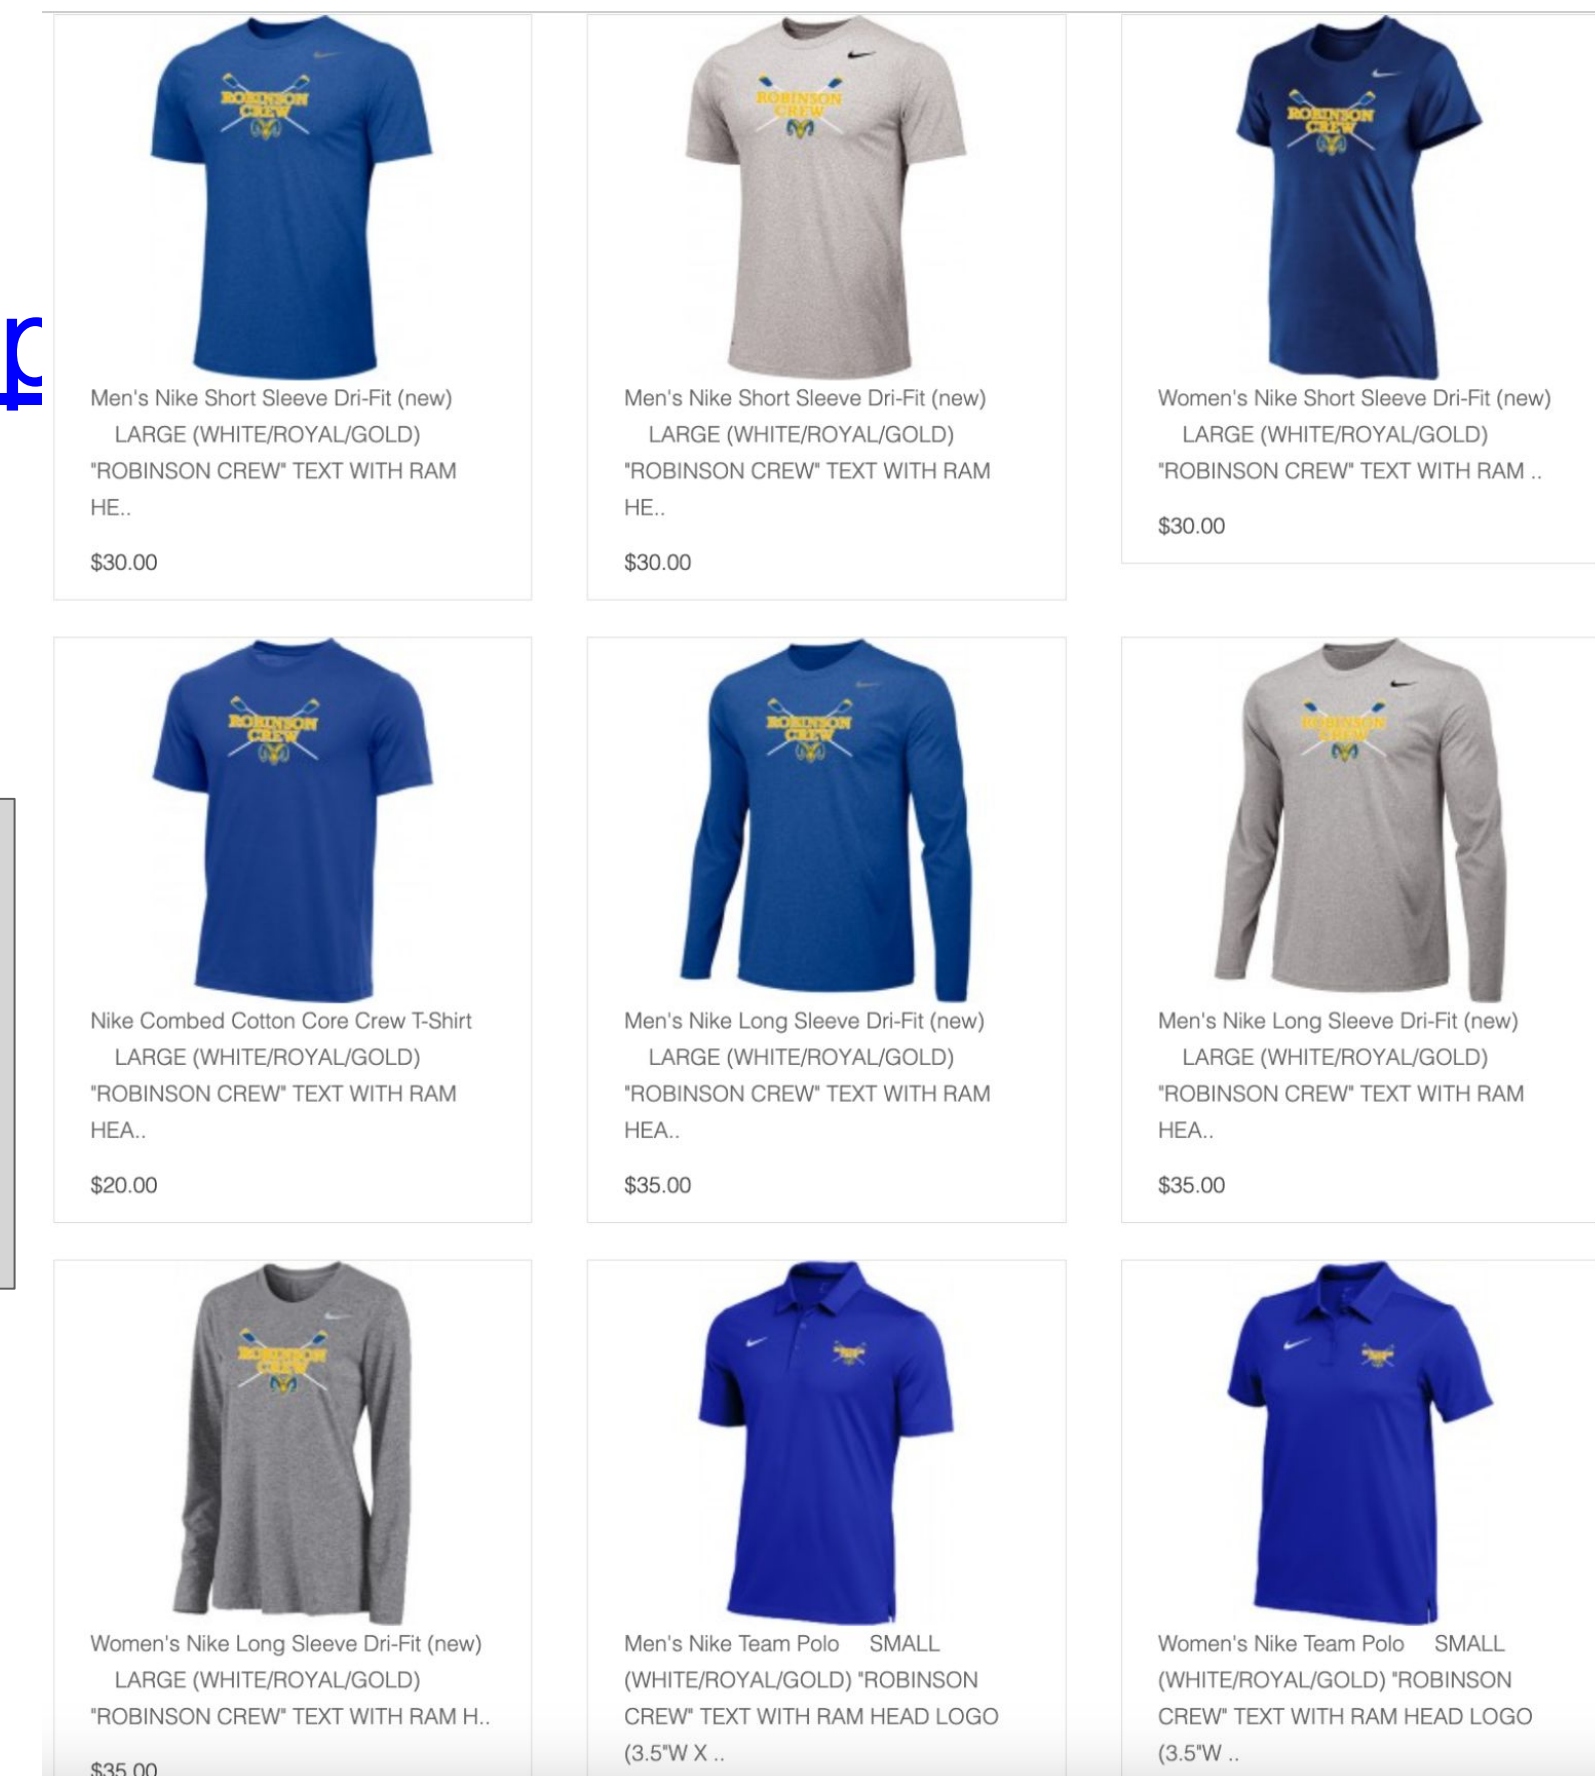 p
ROBINSON
CREW
Men's Nike Short Sleeve Dri-Fit (new)
LARGE (WHITE/ROYAL/GOLD)
"ROBINSON CREW" TEXT WITH RAM
HE..
$30.00
ROBINSON
CREW
Men's Nike Short Sleeve Dri-Fit (new)
LARGE (WHITE/ROYAL/GOLD)
"ROBINSON CREW" TEXT WITH RAM
HE..
$30.00
ROBINSON
CREW
Women's Nike Short Sleeve Dri-Fit (new)
LARGE (WHITE/ROYAL/GOLD)
"ROBINSON CREW" TEXT WITH RAM ..
$30.00
ROBINSON
CREW
Nike Combed Cotton Core Crew T-Shirt
LARGE (WHITE/ROYAL/GOLD)
"ROBINSON CREW" TEXT WITH RAM
HEA..
$20.00
ROBINSON
CREW
Men's Nike Long Sleeve Dri-Fit (new)
LARGE (WHITE/ROYAL/GOLD)
"ROBINSON CREW" TEXT WITH RAM
HEA..
$35.00
ROBINSON
CREW
Men's Nike Long Sleeve Dri-Fit (new)
LARGE (WHITE/ROYAL/GOLD)
"ROBINSON CREW" TEXT WITH RAM
HEA..
$35.00
ROBINSON
CREW
Women's Nike Long Sleeve Dri-Fit (new)
LARGE (WHITE/ROYAL/GOLD)
"ROBINSON CREW" TEXT WITH RAM H..
$35.00
Men's Nike Team Polo SMALL
(WHITE/ROYAL/GOLD) "ROBINSON
CREW" TEXT WITH RAM HEAD LOGO
(3.5"W X ..
Women's Nike Team Polo SMALL
(WHITE/ROYAL/GOLD) "ROBINSON
CREW" TEXT WITH RAM HEAD LOGO
(3.5"W ..